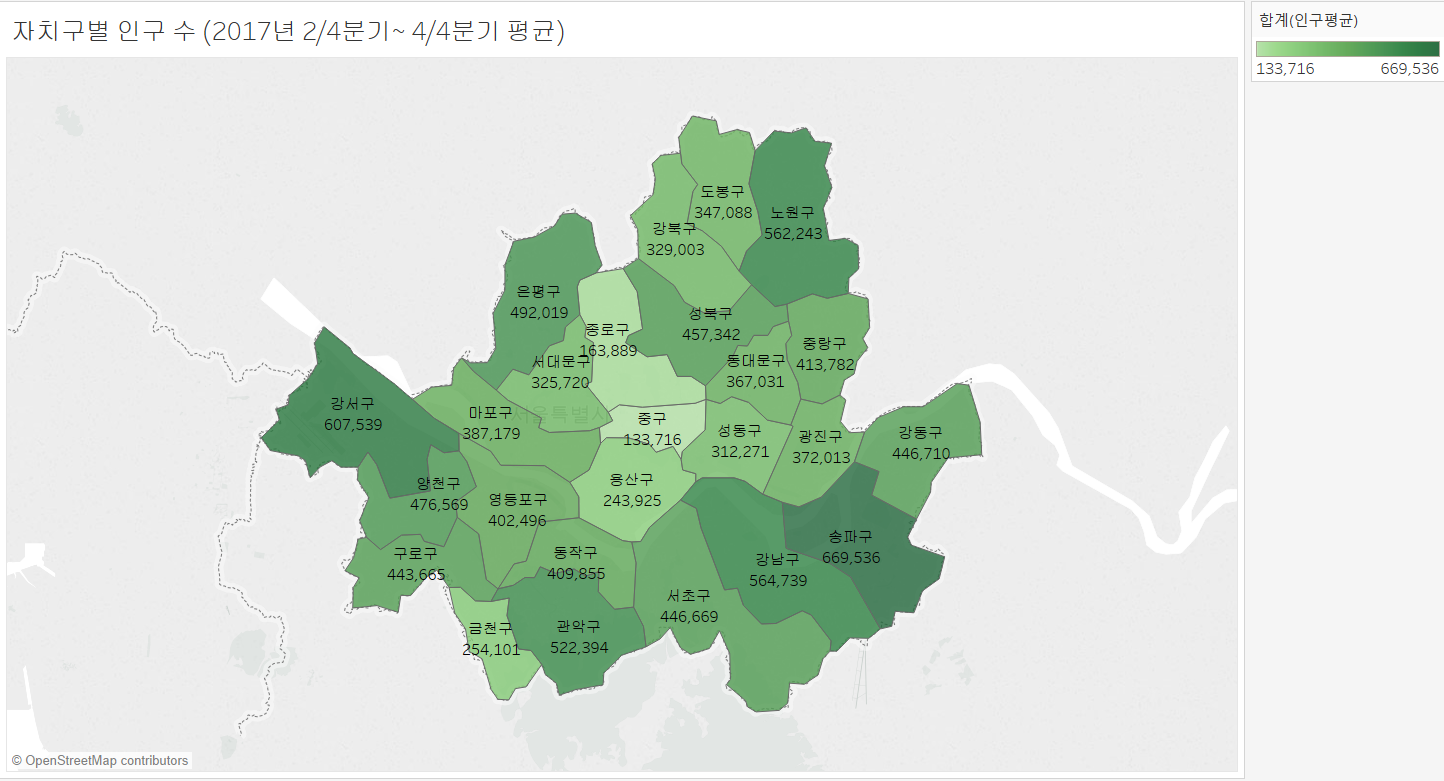 자치구별 인구 수 (2017년 2/4분기~ 4/4분기 평균)
합계(인구평균)
133,716 669,536
도봉구
347,088
노원구
562,243
강북구
329,003
은평구
492,019
종로구
163,889
성북구
457,342
중랑구
413,782
서대문구
325,720
동대문구
367,031
강서구
607,539
마포구
387,179
서울특별시
중구
133,716
성동구
312,271
광진구
372,013
강동구
446,710
양천구
476,569
영등포구
402,496
용산구
243,925
송파구
669,536
구로구
443,665
동작구
409,855
강남구
564,739
서초구
446,669
금천구
254,101
관악구
522,394
© OpenStreetMap contributors